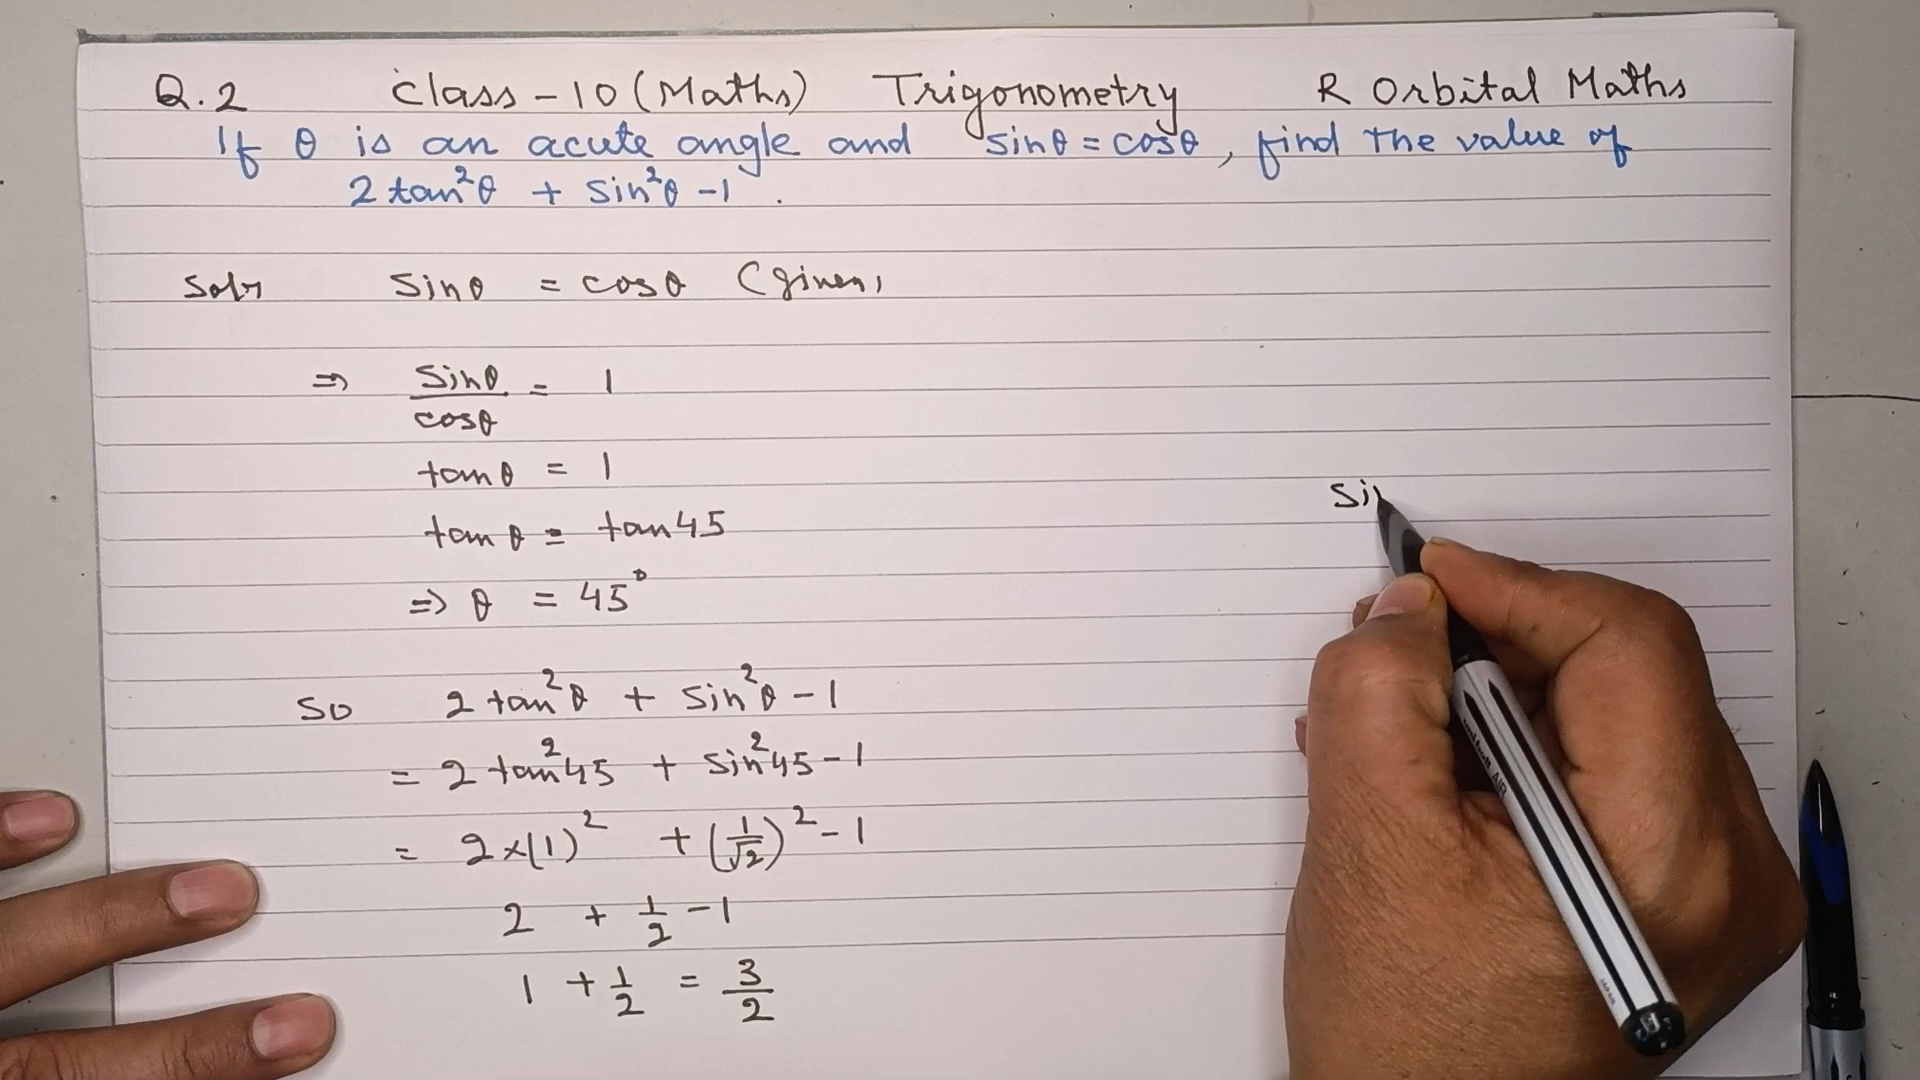 Q.2 Class-10 (Maths) Trigonometry R Orbital Maths
If θ is an acute angle and sinθ = cosθ, find the value of
2 tan²θ + sin²θ - 1.
Soln sinθ = cosθ (given)
⇒ sinθ/cosθ = 1
tanθ = 1
tanθ = tan45
⇒ θ = 45°
So 2 tan²θ + sin²θ - 1
= 2 tan²45 + sin²45 - 1
= 2×(1)² + (1/√2)² - 1
2 + 1/2 - 1
1 + 1/2 = 3/2
Si